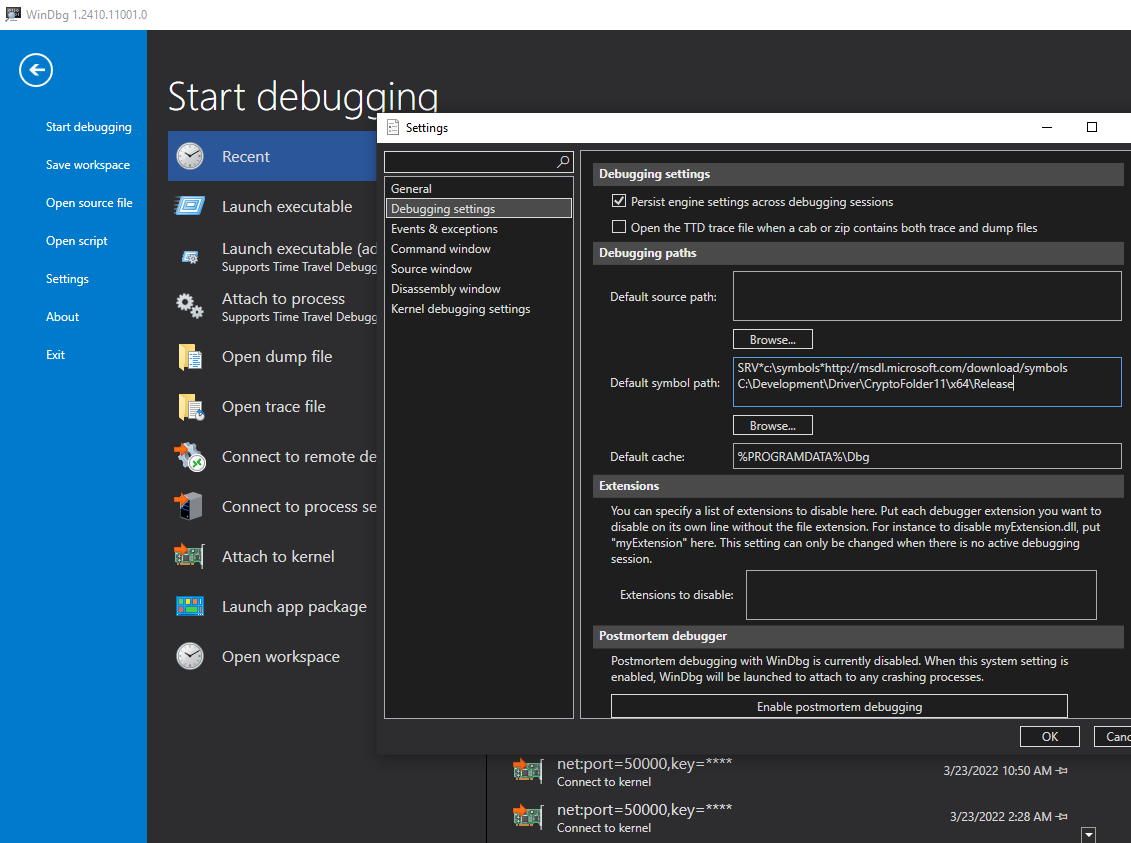 WinDbg 1.2410.11001.0
Start debugging
Save workspace
Open source file
Open script
Settings
About
Exit
Start debugging
Recent
Launch executable
Launch executable (ad
Supports Time Travel Debugg
Attach to process
Supports Time Travel Debugg
Open dump file
Open trace file
Connect to remote de
Connect to process se
Attach to kernel
Launch app package
Open workspace
Settings
General
Debugging settings
Events & exceptions
Command window
Source window
Disassembly window
Kernel debugging settings
Debugging settings
Persist engine settings across debugging sessions
Open the TTD trace file when a cab or zip contains both trace and dump files
Debugging paths
Default source path:
Browse...
Default symbol path:
SRV*c:\symbols*http://msdl.microsoft.com/download/symbols
C:\Development\Driver\CryptoFolder11\x64\Release
Browse...
Default cache:
%PROGRAMDATA%\Dbg
Extensions
You can specify a list of extensions to disable here. Put each debugger extension you want to
disable on its own line without the file extension. For instance to disable myExtension.dll, put
"myExtension" here. This setting can only be changed when there is no active debugging
session.
Extensions to disable:
Postmortem debugger
Postmortem debugging with WinDbg is currently disabled. When this system setting is
enabled, WinDbg will be launched to attach to any crashing processes.
Enable postmortem debugging
OK
Canc
net:port=50000,key=****
Connect to kernel
3/23/2022 10:50 AM
net:port=50000,key=****
Connect to kernel
3/23/2022 2:28 AM